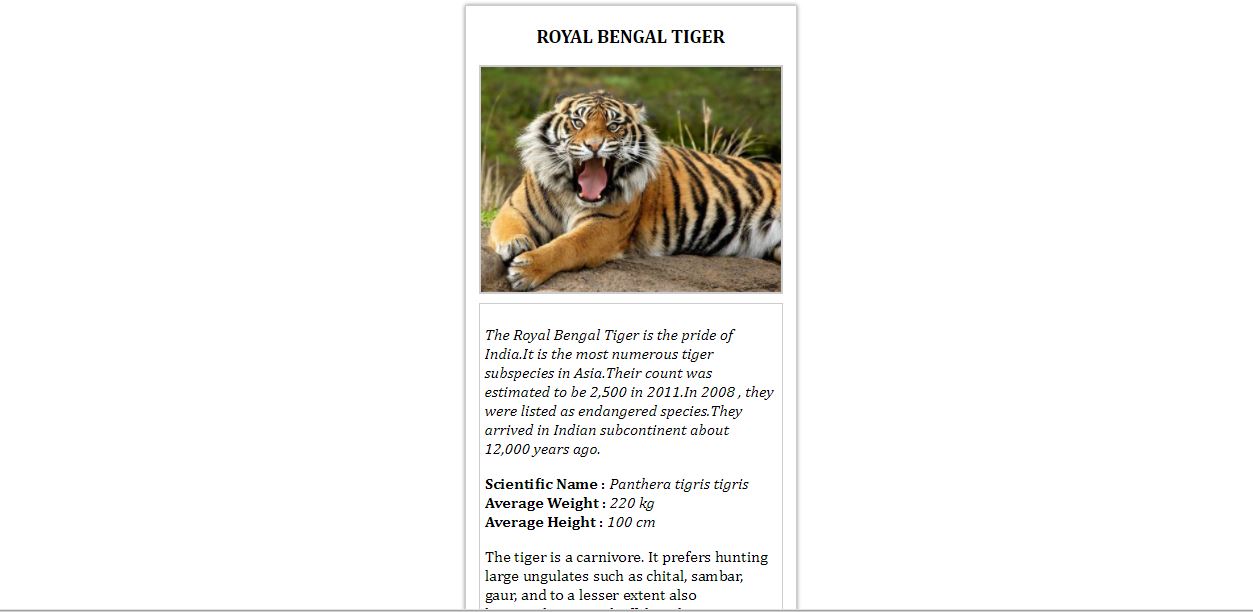 ROYAL BENGAL TIGER
The Royal Bengal Tiger is the pride of
India.It is the most numerous tiger
subspecies in Asia.Their count was
estimated to be 2,500 in 2011.In 2008 , they
were listed as endangered species.They
arrived in Indian subcontinent about
12,000 years ago.
Scientific Name : Panthera tigris tigris
Average Weight : 220 kg
Average Height : 100 cm
The tiger is a carnivore. It prefers hunting
large ungulates such as chital, sambar,
gaur, and to a lesser extent also